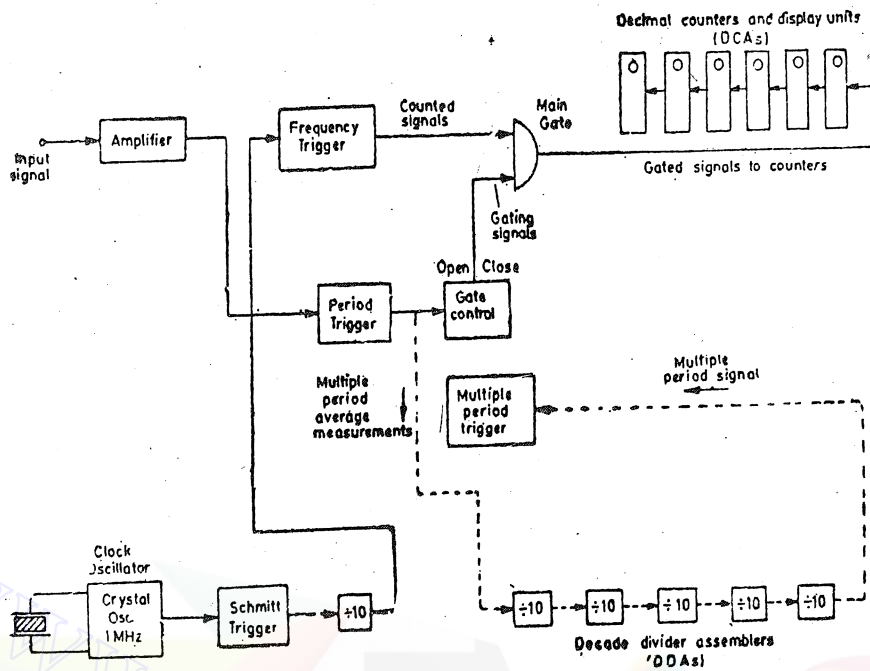 Decimal counters and display units
(DCAs)
O O O O O O
Input
signal
Amplifier
Frequency
Trigger
Counted
signals
Main
Gate
Gated signals to counters
Gating
signals
Open Close
Period
Trigger
Gate
control
Multiple
period
average
measurements
Multiple
period
trigger
Multiple
period signal
Clock
Oscillator
Crystal
Osc
1MHz
Schmitt
Trigger
÷10
÷10 ÷10 ÷10 ÷10 ÷10
Decade divider assemblers
(DDAs)